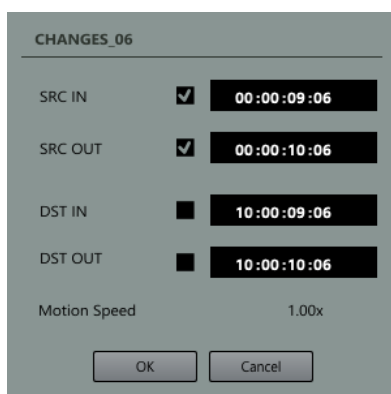 CHANGES_06
SRC IN 00:00:09:06
SRC OUT 00:00:10:06
DST IN 10:00:09:06
DST OUT 10:00:10:06
Motion Speed 1.00x
OK Cancel